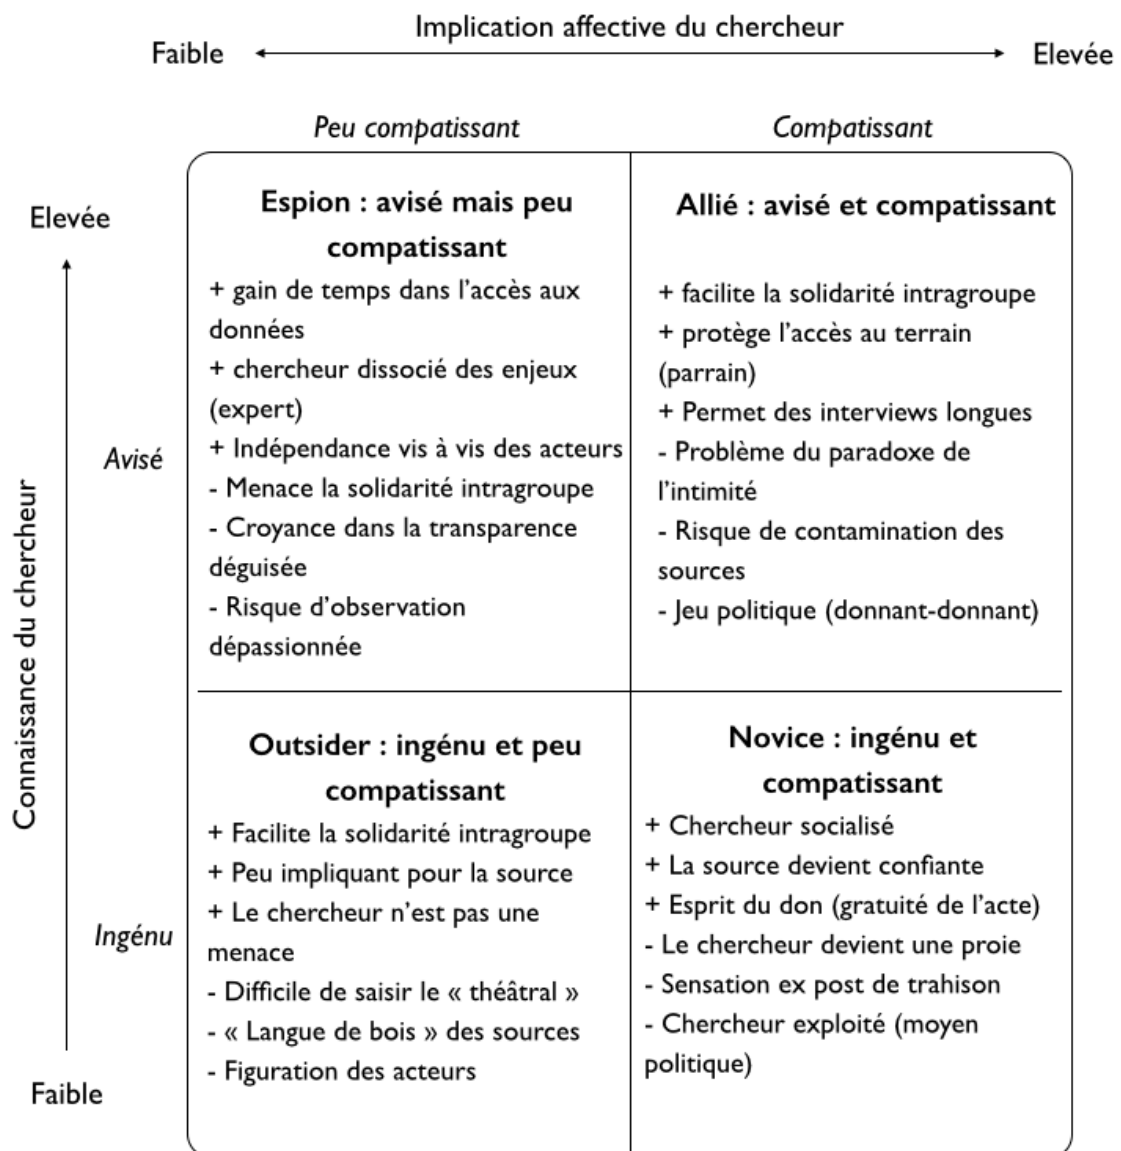 Implication affective du chercheur
Faible
Elevée
Peu compatissant
Compatissant
Elevée
Avisé
Connaissance du chercheur
Ingénu
Faible
Espion : avisé mais peu
compatissant
+ gain de temps dans l'accès aux
données
+ chercheur dissocié des enjeux
(expert)
+ Indépendance vis à vis des acteurs
- Menace la solidarité intragroupe
- Croyance dans la transparence
déguisée
- Risque d'observation
dépassionnée
Allié : avisé et compatissant
+ facilite la solidarité intragroupe
+ protège l'accès au terrain
(parrain)
+ Permet des interviews longues
- Problème du paradoxe de
l'intimité
- Risque de contamination des
sources
- Jeu politique (donnant-donnant)
Outsider : ingénu et peu
compatissant
+ Facilite la solidarité intragroupe
+ Peu impliquant pour la source
+ Le chercheur n'est pas une
menace
- Difficile de saisir le « théâtral »
- « Langue de bois » des sources
- Figuration des acteurs
Novice : ingénu et
compatissant
+ Chercheur socialisé
+ La source devient confiante
+ Esprit du don (gratuité de l'acte)
- Le chercheur devient une proie
- Sensation ex post de trahison
- Chercheur exploité (moyen
politique)